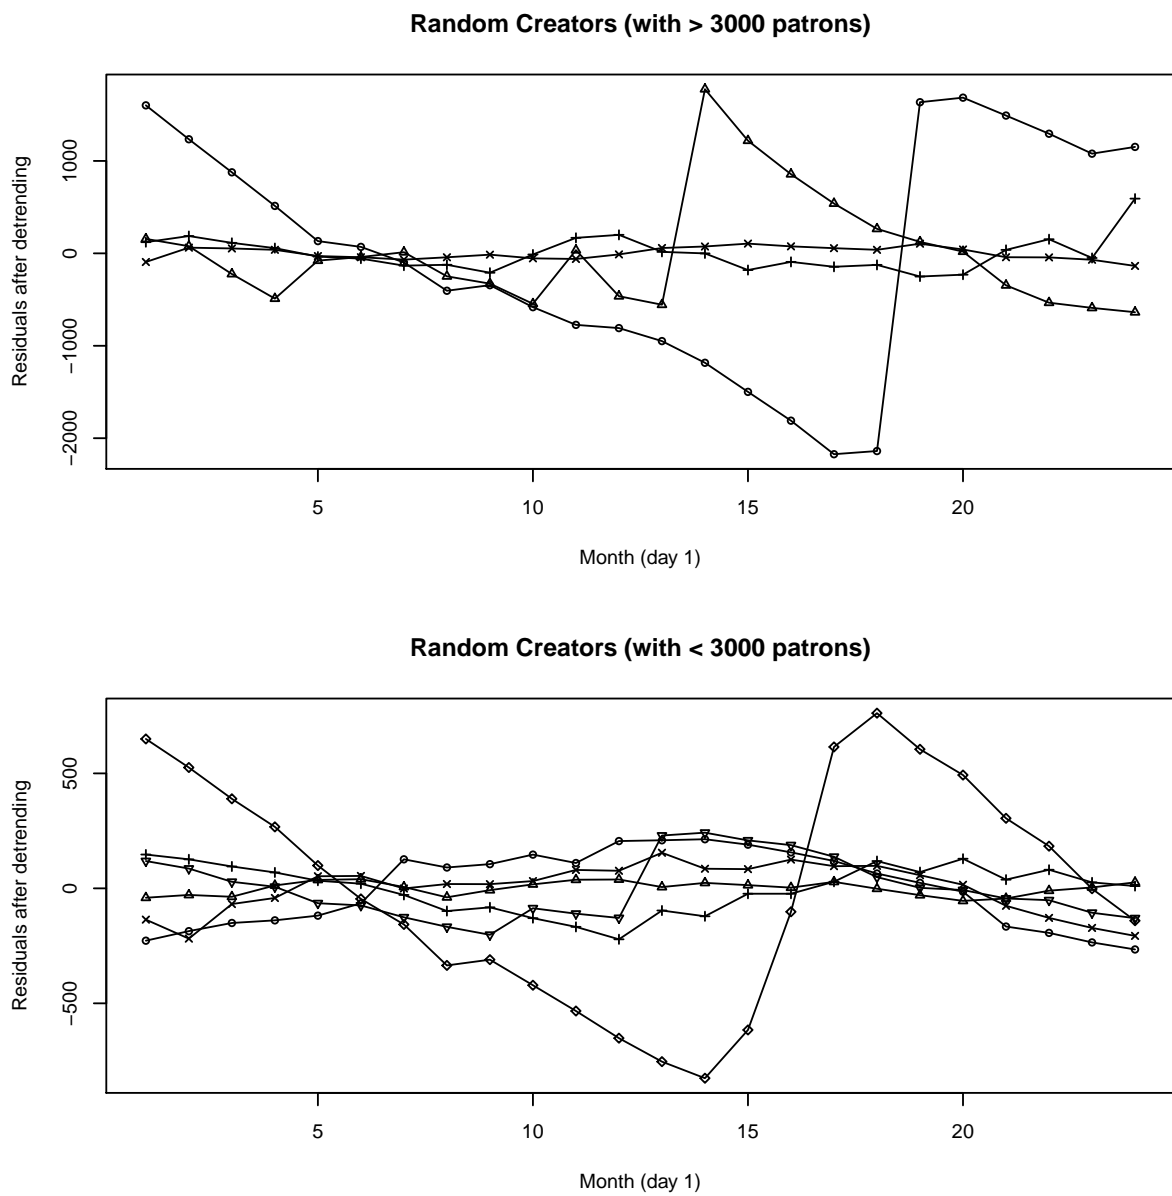 Random Creators (with > 3000 patrons)
Residuals after detrending
1000
0
−1000
−2000
5
10
15
20
Month (day 1)
Random Creators (with < 3000 patrons)
Residuals after detrending
500
0
−500
5
10
15
20
Month (day 1)